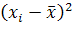 (xᵢ − x̄)²